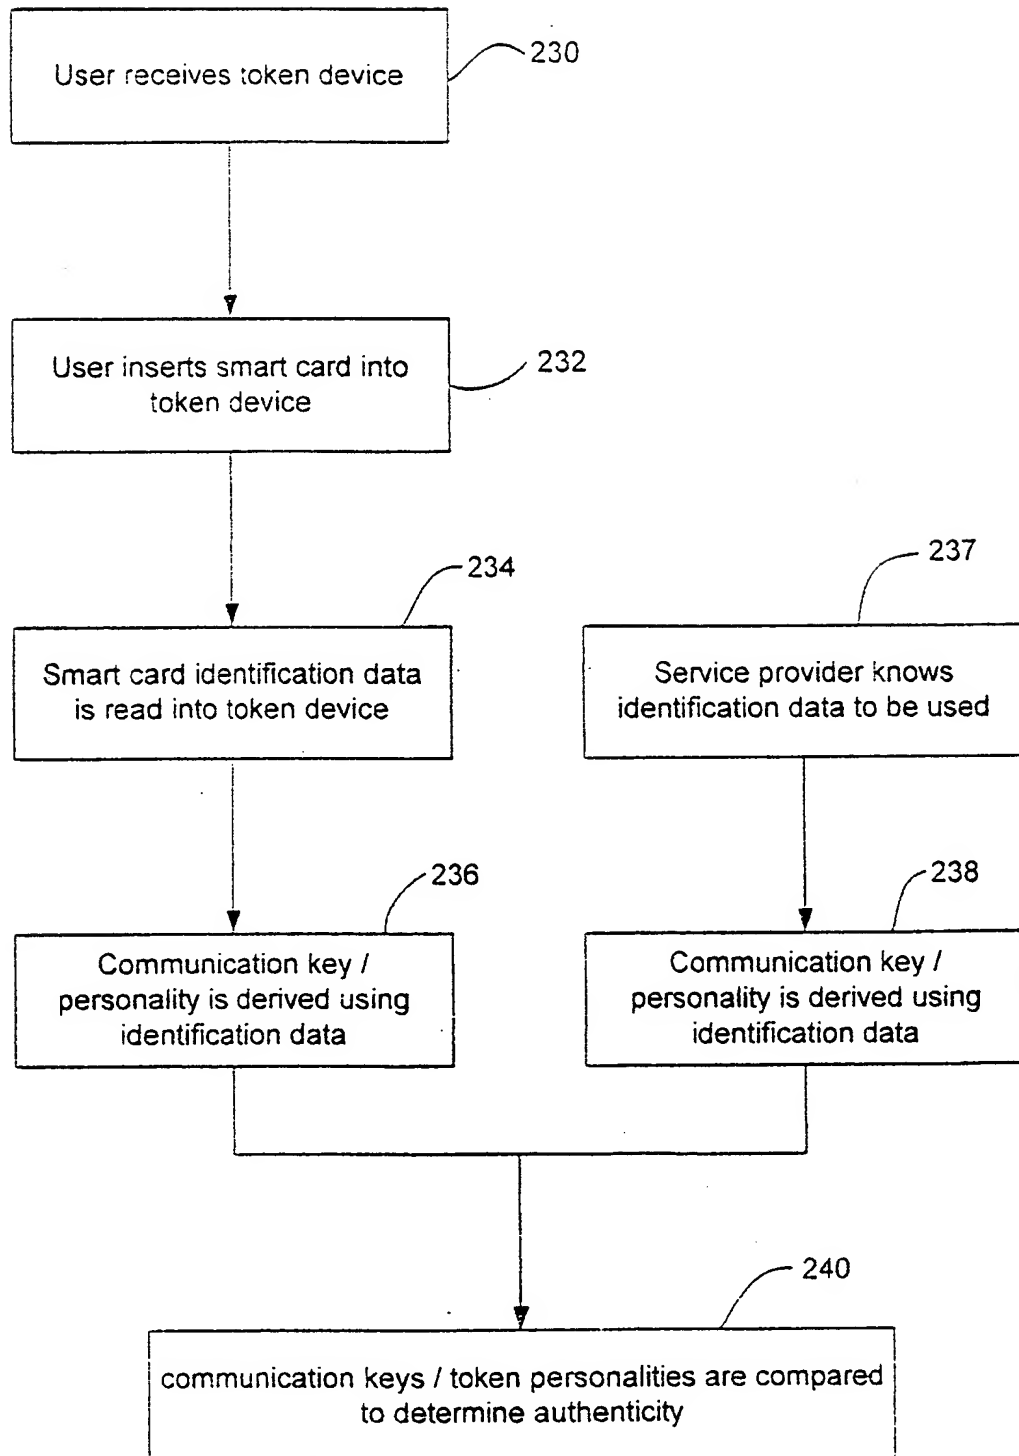 User receives token device
230
User inserts smart card into
token device
232
234
Smart card identification data
is read into token device
237
Service provider knows
identification data to be used
236
Communication key /
personality is derived using
identification data
238
Communication key /
personality is derived using
identification data
240
communication keys / token personalities are compared
to determine authenticity